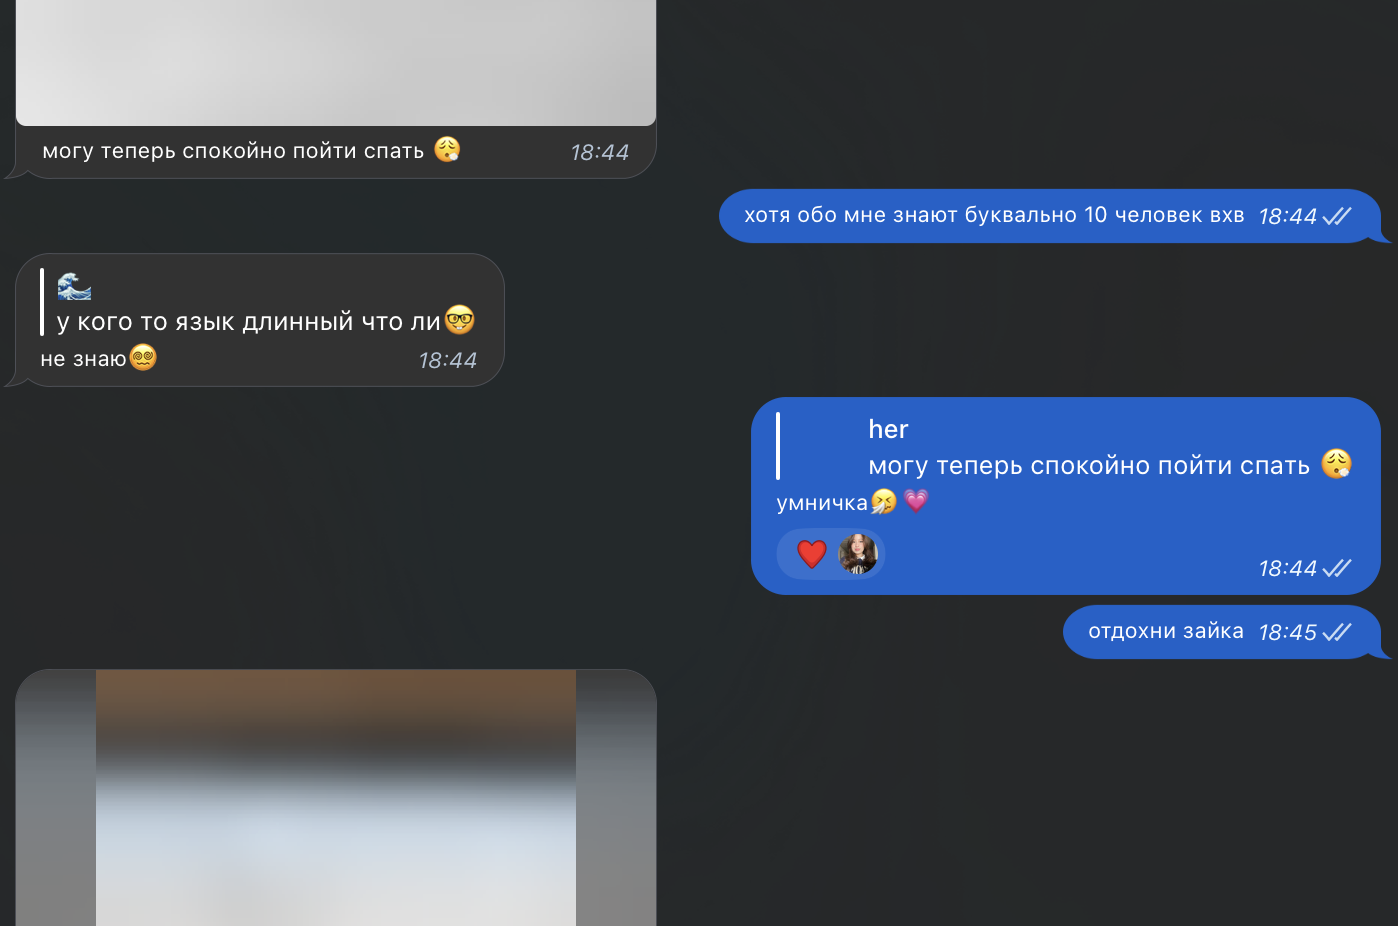 могу теперь спокойно пойти спать 😮‍💨 18:44
хотя обо мне знают буквально 10 человек вхв 18:44
🌊
у кого то язык длинный что ли🤓
не знаю😵‍💫 18:44
her
могу теперь спокойно пойти спать 😮‍💨
умничка🤧💗
❤️ 18:44
отдохни зайка 18:45